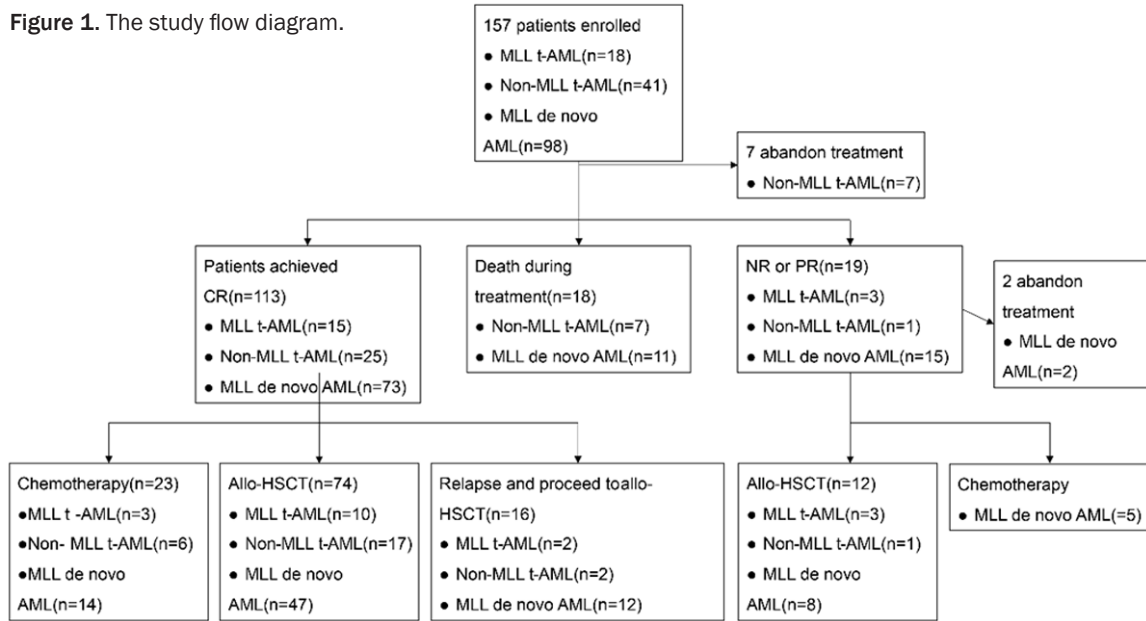 Figure 1. The study flow diagram.
157 patients enrolled
● MLL t-AML(n=18)
● Non-MLL t-AML(n=41)
● MLL de novo
AML(n=98)
7 abandon treatment
● Non-MLL t-AML(n=7)
Patients achieved
CR(n=113)
● MLL t-AML(n=15)
● Non-MLL t-AML(n=25)
● MLL de novo AML(n=73)
Death during
treatment(n=18)
● Non-MLL t-AML(n=7)
● MLL de novo AML(n=11)
NR or PR(n=19)
● MLL t-AML(n=3)
● Non-MLL t-AML(n=1)
● MLL de novo AML(n=15)
2 abandon
treatment
● MLL de novo
AML(n=2)
Chemotherapy(n=23)
●MLL t -AML(n=3)
●Non- MLL t-AML(n=6)
●MLL de novo
AML(n=14)
Allo-HSCT(n=74)
● MLL t-AML(n=10)
● Non-MLL t-AML(n=17)
● MLL de novo
AML(n=47)
Relapse and proceed toallo-
HSCT(n=16)
● MLL t-AML(n=2)
● Non-MLL t-AML(n=2)
● MLL de novo AML(n=12)
Allo-HSCT(n=12)
● MLL t-AML(n=3)
● Non-MLL t-AML(n=1)
● MLL de novo
AML(n=8)
Chemotherapy
● MLL de novo AML(=5)